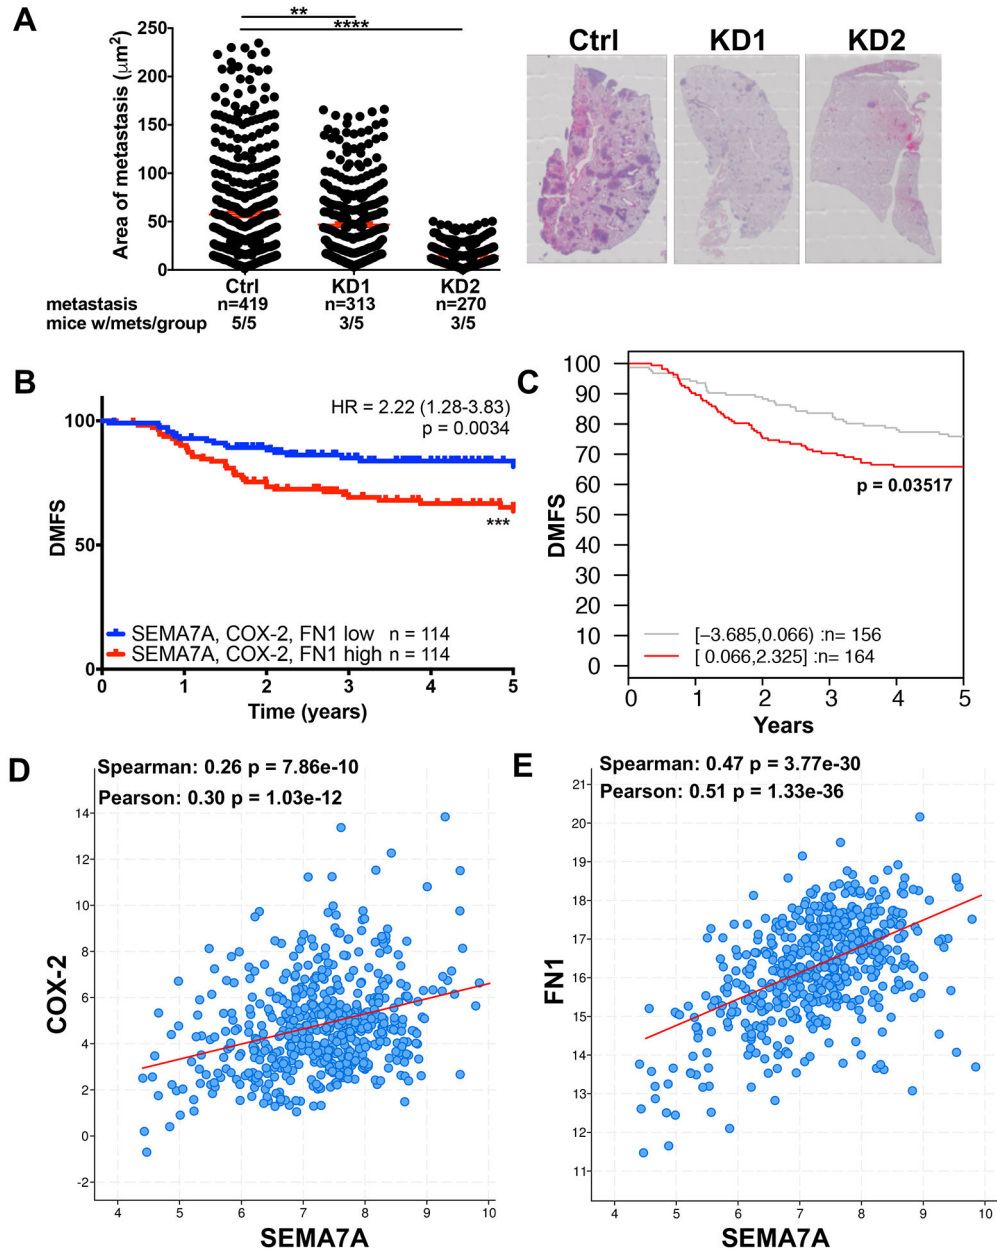 A
**
****
250
200
150
100
50
0
Area of metastasis (μm2)
Ctrl KD1 KD2
metastasis n=419 n=313 n=270
mice w/mets/group 5/5 3/5 3/5
Ctrl KD1 KD2
B
HR = 2.22 (1.28-3.83)
p = 0.0034
100
50
0
DMFS
***
SEMA7A, COX-2, FN1 low n = 114
SEMA7A, COX-2, FN1 high n = 114
0 1 2 3 4 5
Time (years)
C
100
90
80
70
60
50
40
30
20
10
0
DMFS
p = 0.03517
[−3.685,0.066) :n= 156
[ 0.066,2.325] :n= 164
0 1 2 3 4 5
Years
D
Spearman: 0.26 p = 7.86e-10
Pearson: 0.30 p = 1.03e-12
14
12
10
8
6
4
2
0
-2
COX-2
4 5 6 7 8 9 10
SEMA7A
E
Spearman: 0.47 p = 3.77e-30
Pearson: 0.51 p = 1.33e-36
21
20
19
18
17
16
15
14
13
12
11
FN1
4 5 6 7 8 9 10
SEMA7A